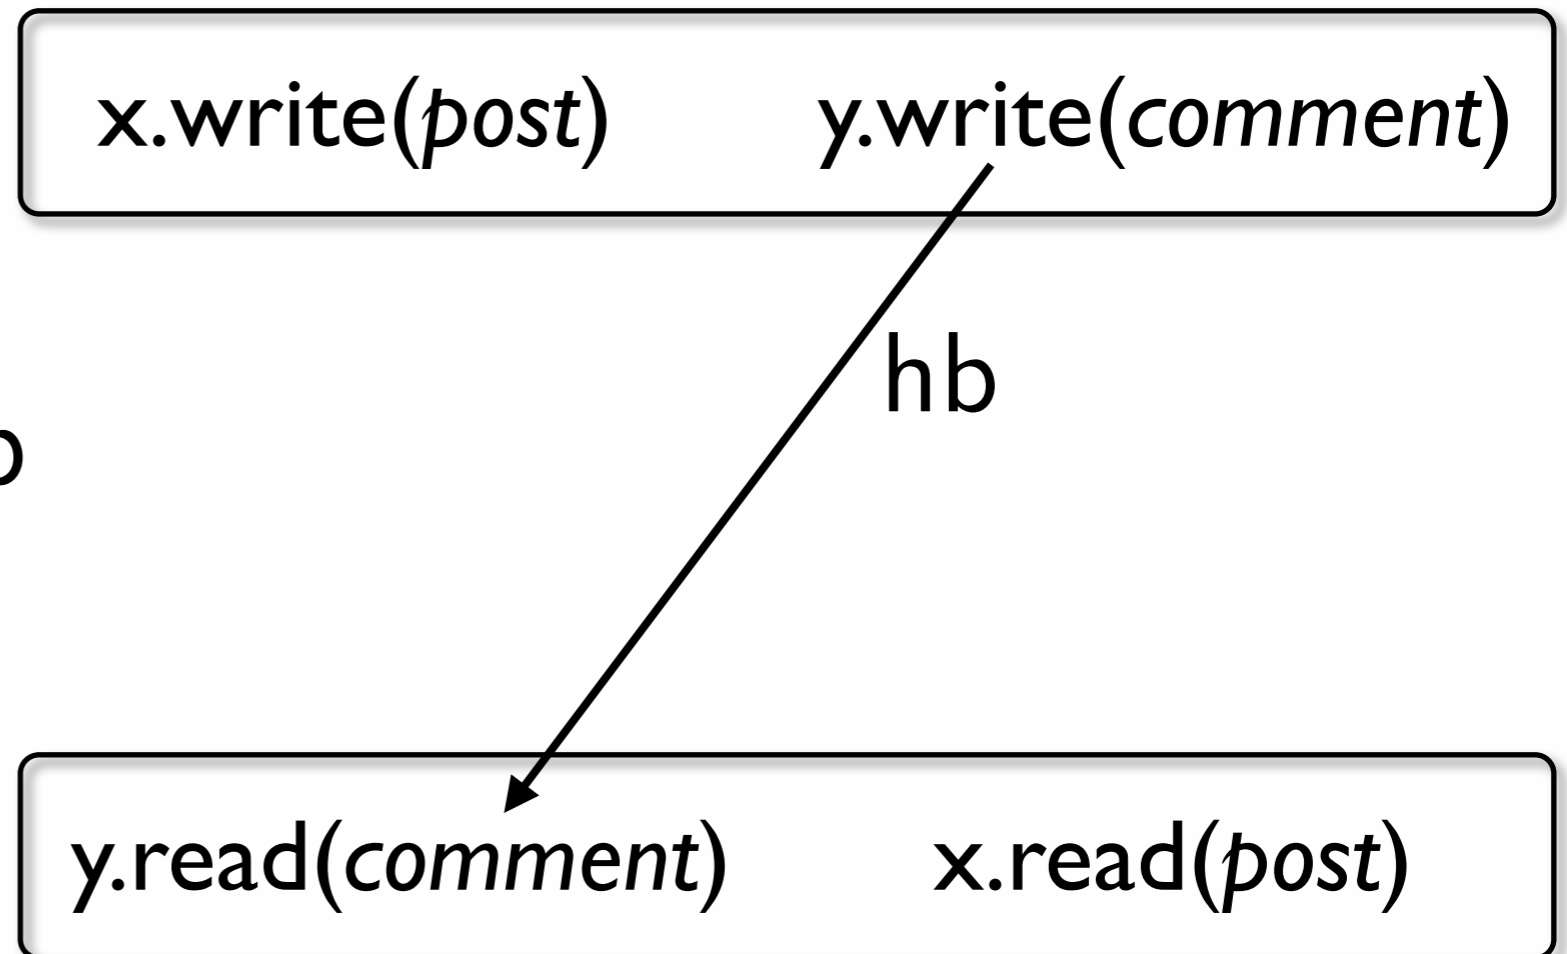 x.write(post) y.write(comment)
hb
y.read(comment) x.read(post)